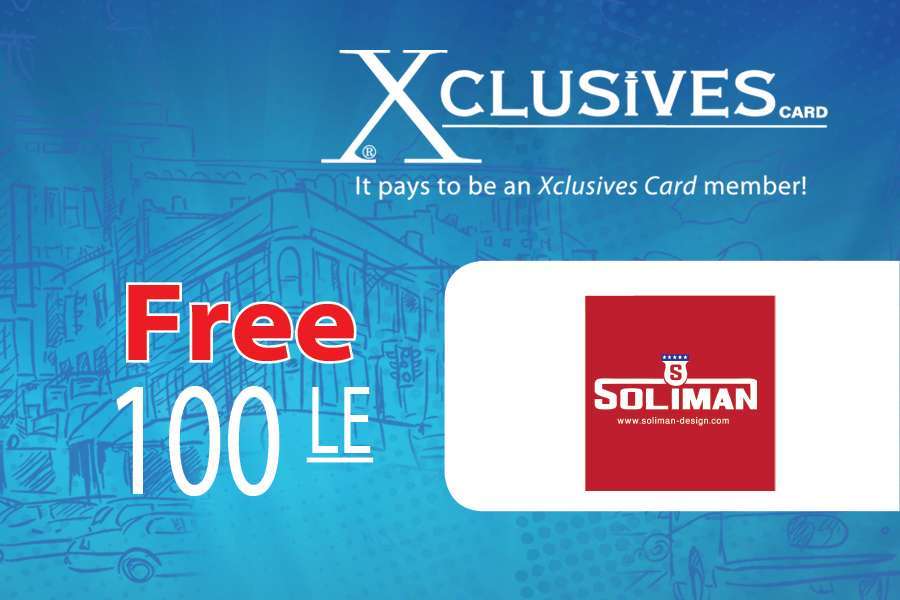 XCLUSiVES CARD
®
It pays to be an Xclusives Card member!
Free
100 LE
S
SOLIMAN
www.soliman-design.com